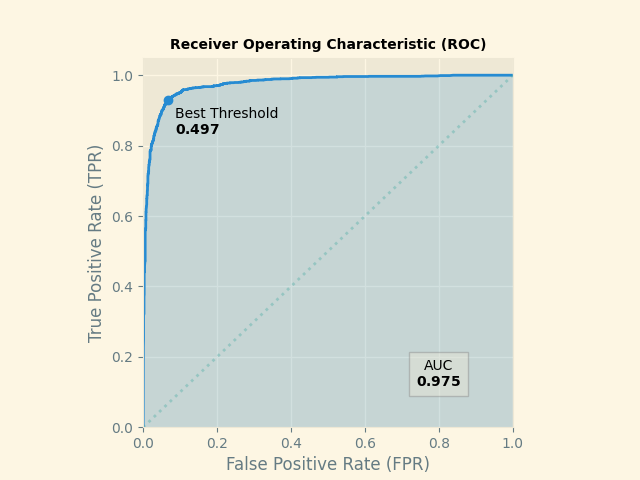 Receiver Operating Characteristic (ROC)
1.0
0.8
0.6
0.4
0.2
0.0
True Positive Rate (TPR)
Best Threshold
0.497
AUC
0.975
0.0 0.2 0.4 0.6 0.8 1.0
False Positive Rate (FPR)